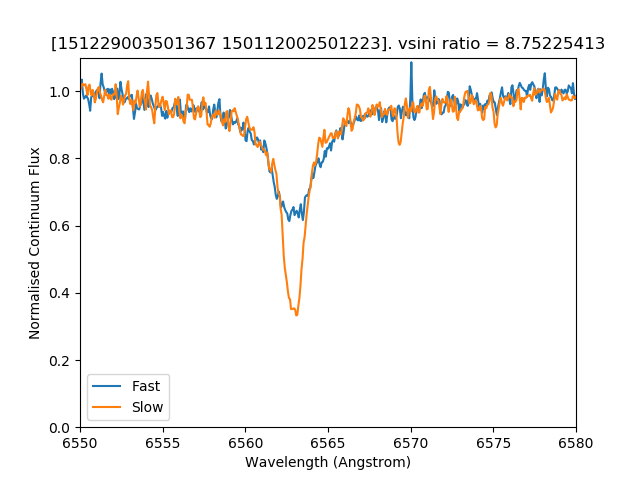 [151229003501367 150112002501223]. vsini ratio = 8.75225413
Normalised Continuum Flux
1.0
0.8
0.6
0.4
0.2
0.0
Fast
Slow
6550 6555 6560 6565 6570 6575 6580
Wavelength (Angstrom)